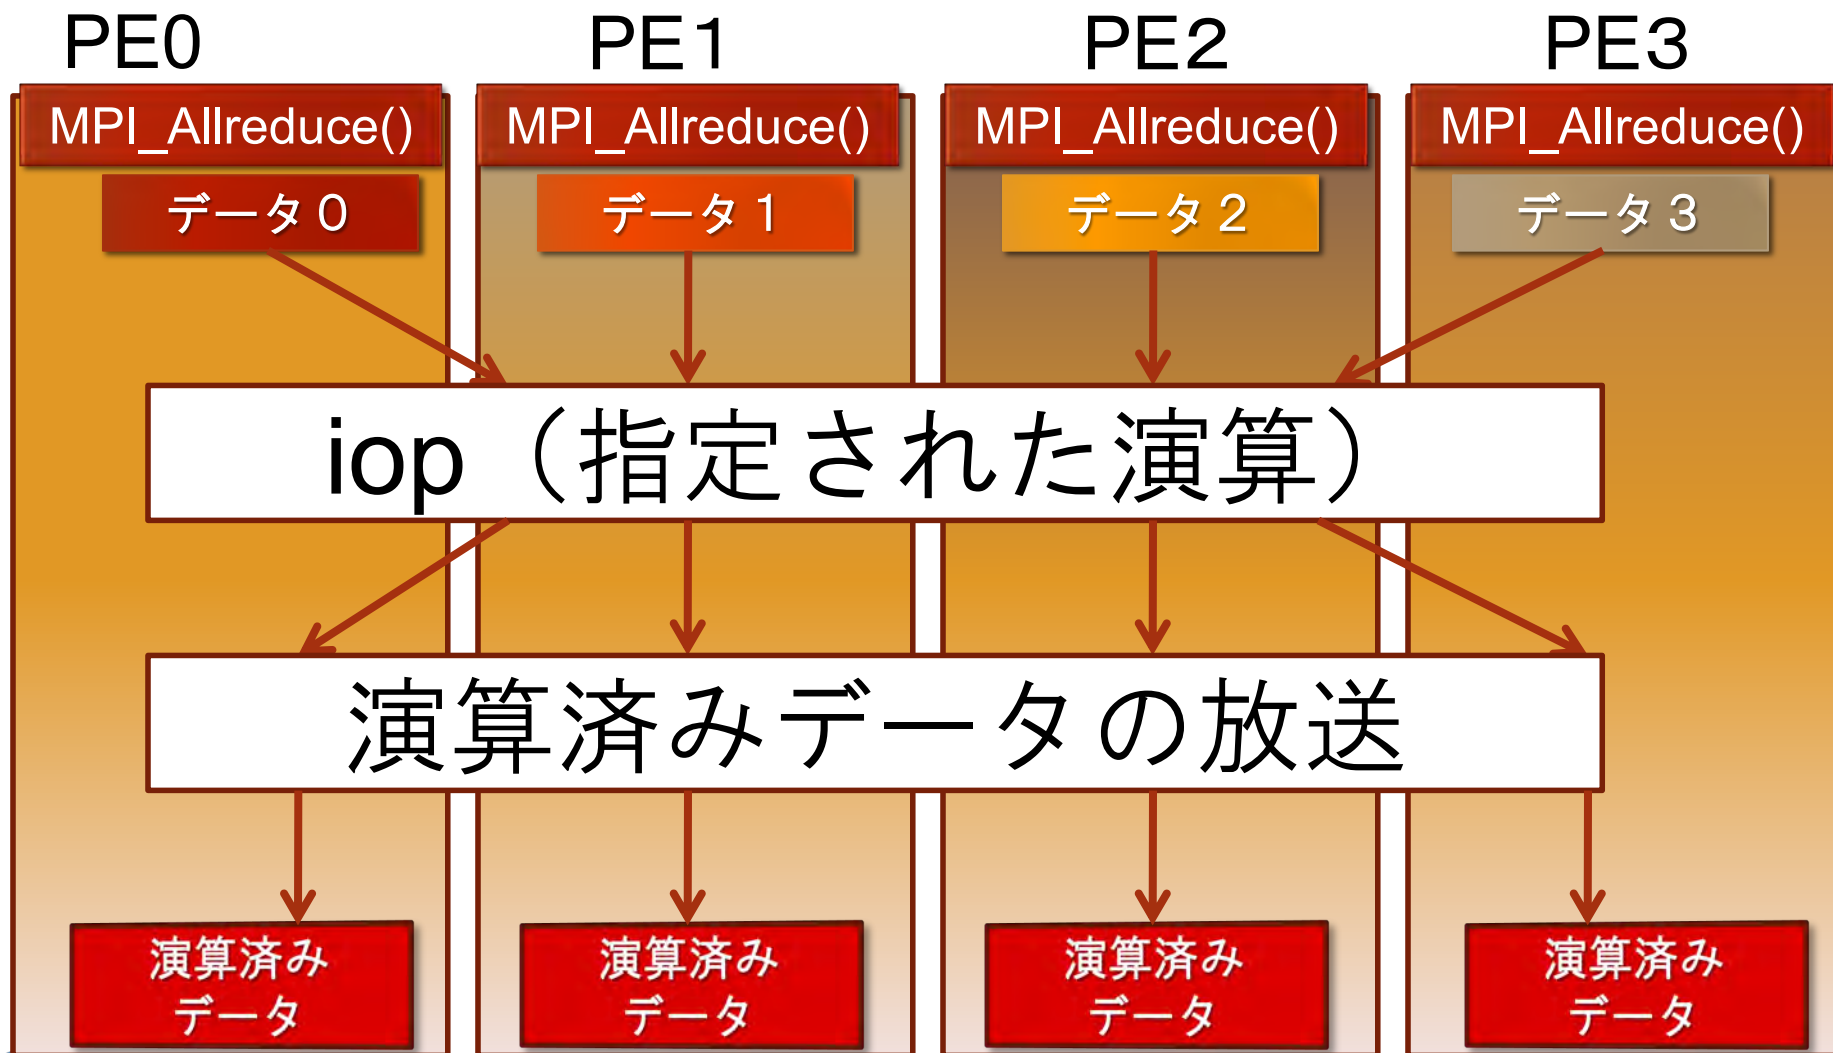 PE0
PE1
PE２
PE３
MPI_Allreduce()
MPI_Allreduce()
MPI_Allreduce()
MPI_Allreduce()
データ０
データ１
データ２
データ３
iop（指定された演算）
演算済みデータの放送
演算済み
データ
演算済み
データ
演算済み
データ
演算済み
データ